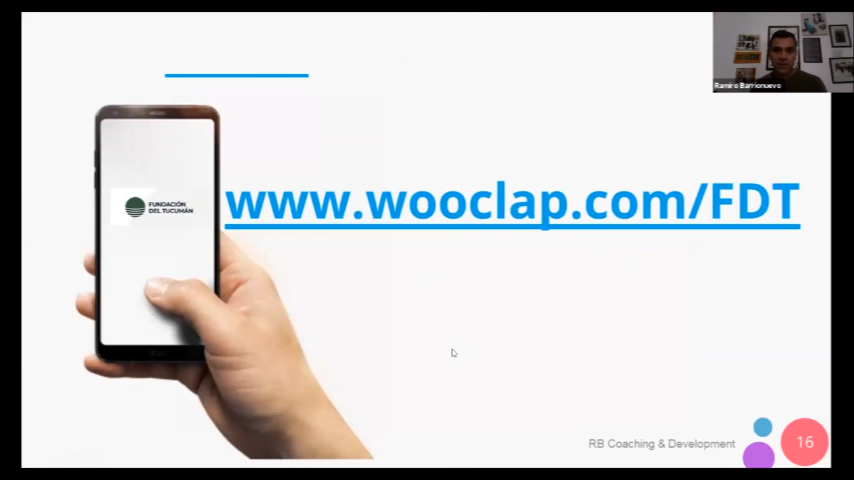 Ramiro Barrionuevo
FUNDACIÓN
DEL TUCUMÁN
www.wooclap.com/FDT
RB Coaching & Development
16